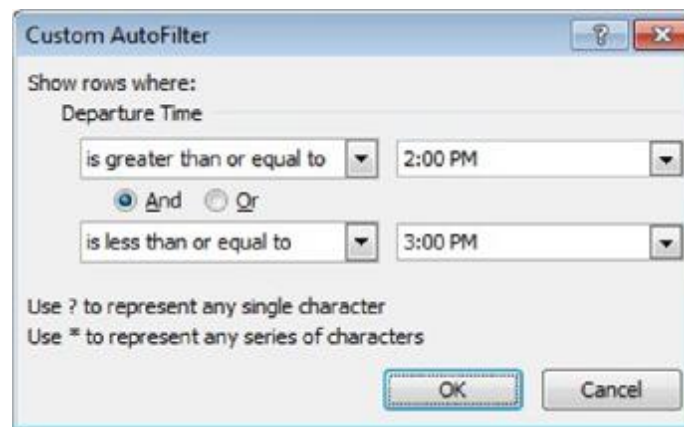 Custom AutoFilter
Show rows where:
Departure Time
is greater than or equal to 2:00 PM
And Or
is less than or equal to 3:00 PM
Use ? to represent any single character
Use * to represent any series of characters
OK Cancel